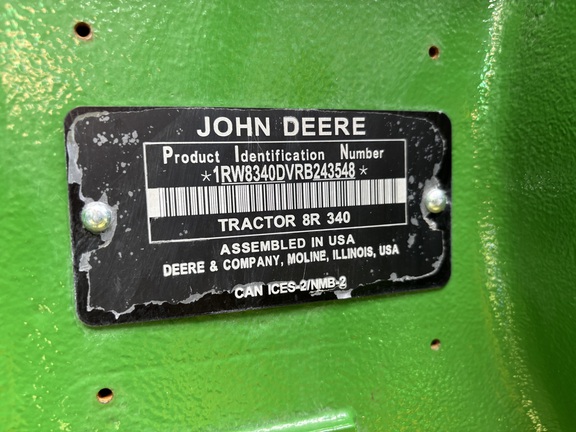 JOHN DEERE
Product Identification Number
*1RW8340DVRB243548*
TRACTOR 8R 340
ASSEMBLED IN USA
DEERE & COMPANY, MOLINE, ILLINOIS, USA
CAN ICES-2/NMB-2